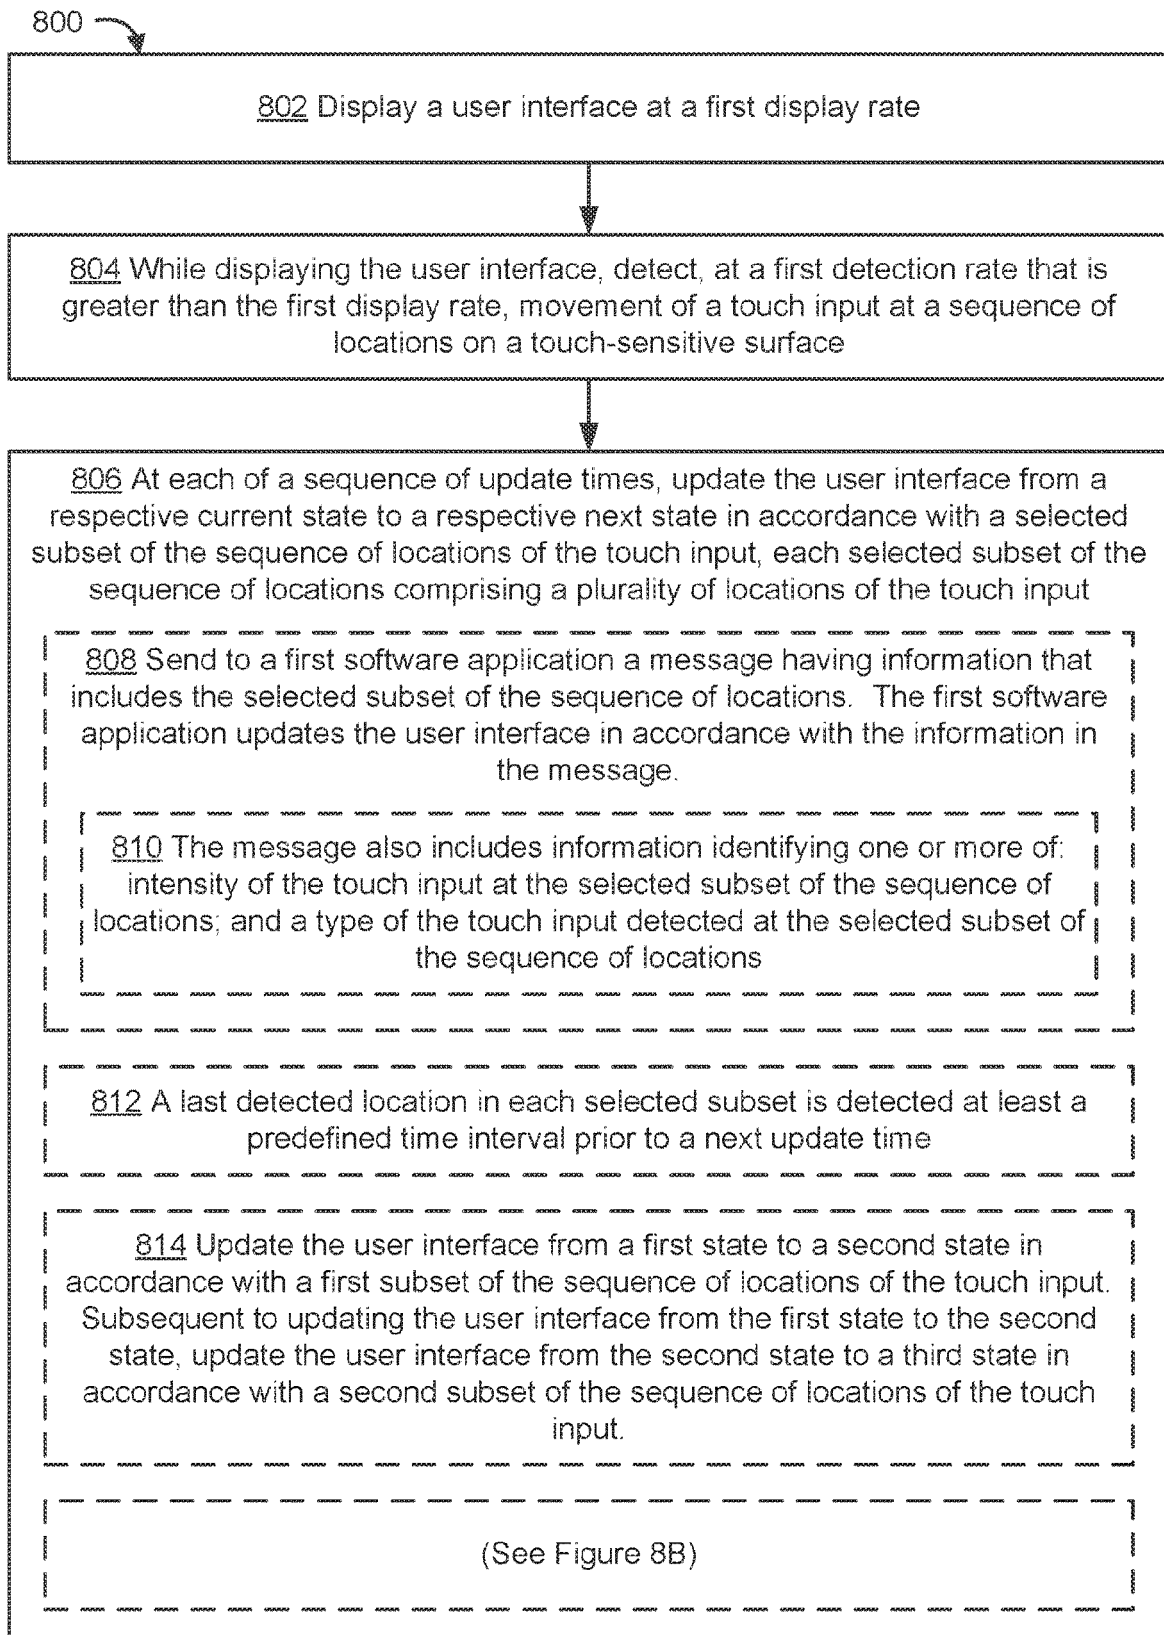 800
802 Display a user interface at a first display rate
804 While displaying the user interface, detect, at a first detection rate that is
greater than the first display rate, movement of a touch input at a sequence of
locations on a touch-sensitive surface
806 At each of a sequence of update times, update the user interface from a
respective current state to a respective next state in accordance with a selected
subset of the sequence of locations of the touch input, each selected subset of the
sequence of locations comprising a plurality of locations of the touch input
808 Send to a first software application a message having information that
includes the selected subset of the sequence of locations. The first software
application updates the user interface in accordance with the information in
the message.
810 The message also includes information identifying one or more of:
intensity of the touch input at the selected subset of the sequence of
locations; and a type of the touch input detected at the selected subset of
the sequence of locations
812 A last detected location in each selected subset is detected at least a
predefined time interval prior to a next update time
814 Update the user interface from a first state to a second state in
accordance with a first subset of the sequence of locations of the touch input.
Subsequent to updating the user interface from the first state to the second
state, update the user interface from the second state to a third state in
accordance with a second subset of the sequence of locations of the touch
input.
(See Figure 8B)